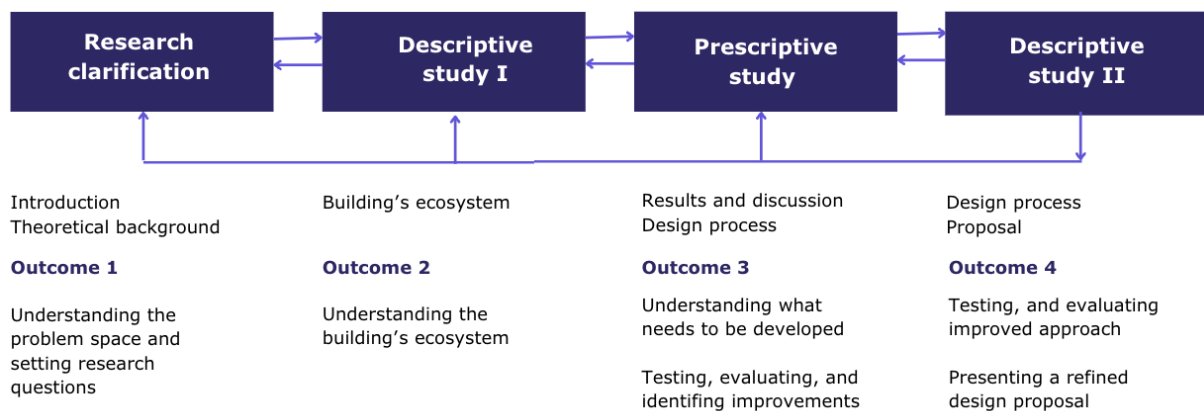 Research
clarification
Descriptive
study I
Prescriptive
study
Descriptive
study II
Introduction
Theoretical background
Building’s ecosystem
Results and discussion
Design process
Design process
Proposal
Outcome 1
Outcome 2
Outcome 3
Outcome 4
Understanding the
problem space and
setting research
questions
Understanding the
building’s ecosystem
Understanding what
needs to be developed
Testing, evaluating, and
identifing improvements
Testing, and evaluating
improved approach
Presenting a refined
design proposal